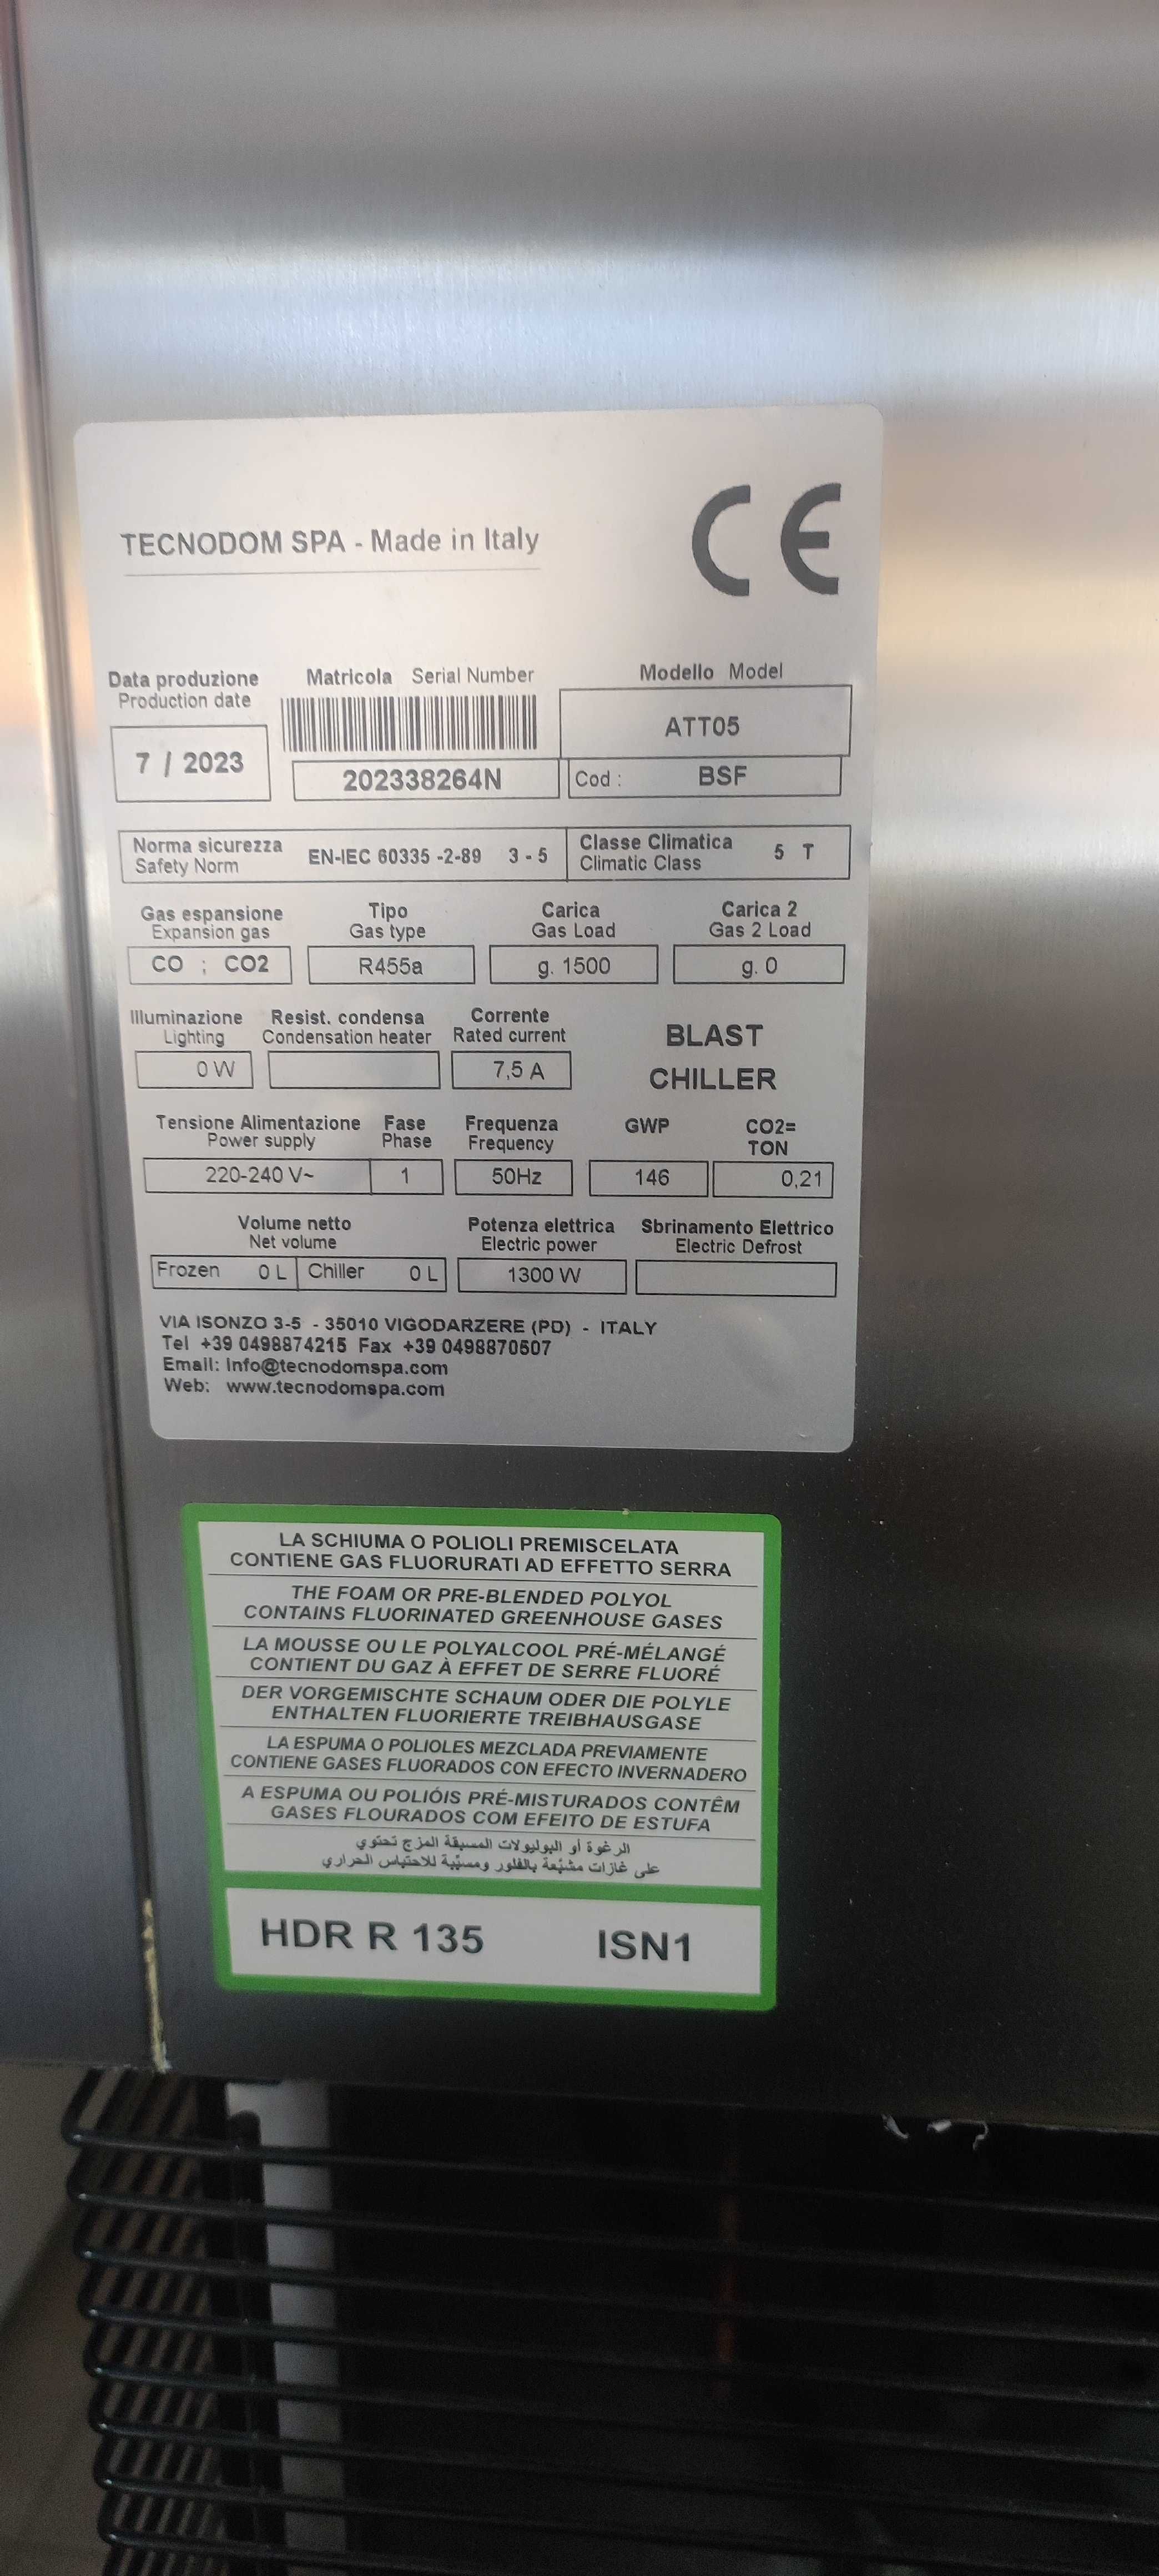 CE
TECNODOM SPA - Made in Italy
Data produzione
Production date
7 / 2023
Matricola Serial Number
202338264N
Modello Model
ATT05
Cod : BSF
Norma sicurezza
Safety Norm
EN-IEC 60335 -2-89 3 - 5
Classe Climatica
Climatic Class
5 T
Gas espansione
Expansion gas
CO ; CO2
Tipo
Gas type
R455a
Carica
Gas Load
g. 1500
Carica 2
Gas 2 Load
g. 0
Illuminazione
Lighting
0 W
Resist. condensa
Condensation heater
Corrente
Rated current
7,5 A
BLAST
CHILLER
Tensione Alimentazione
Power supply
220-240 V~
Fase
Phase
1
Frequenza
Frequency
50Hz
GWP
146
CO2=
TON
0,21
Volume netto
Net volume
Frozen 0 L Chiller 0 L
Potenza elettrica
Electric power
1300 W
Sbrinamento Elettrico
Electric Defrost
VIA ISONZO 3-5 - 35010 VIGODARZERE (PD) - ITALY
Tel +39 0498874215 Fax +39 0498870507
Email: Info@tecnodomspa.com
Web: www.tecnodomspa.com
LA SCHIUMA O POLIOLI PREMISCELATA
CONTIENE GAS FLUORURATI AD EFFETTO SERRA
THE FOAM OR PRE-BLENDED POLYOL
CONTAINS FLUORINATED GREENHOUSE GASES
LA MOUSSE OU LE POLYALCOOL PRÉ-MÉLANGÉ
CONTIENT DU GAZ À EFFET DE SERRE FLUORÉ
DER VORGEMISCHTE SCHAUM ODER DIE POLYLE
ENTHALTEN FLUORIERTE TREIBHAUSGASE
LA ESPUMA O POLIOLES MEZCLADA PREVIAMENTE
CONTIENE GASES FLUORADOS CON EFECTO INVERNADERO
A ESPUMA OU POLIÓIS PRÉ-MISTURADOS CONTÊM
GASES FLOURADOS COM EFEITO DE ESTUFA
الرغوة أو البوليولات المسبقة المزج تحتوي
على غازات مشبّعة بالفلور ومسبّبة للاحتباس الحراري
HDR R 135 ISN1